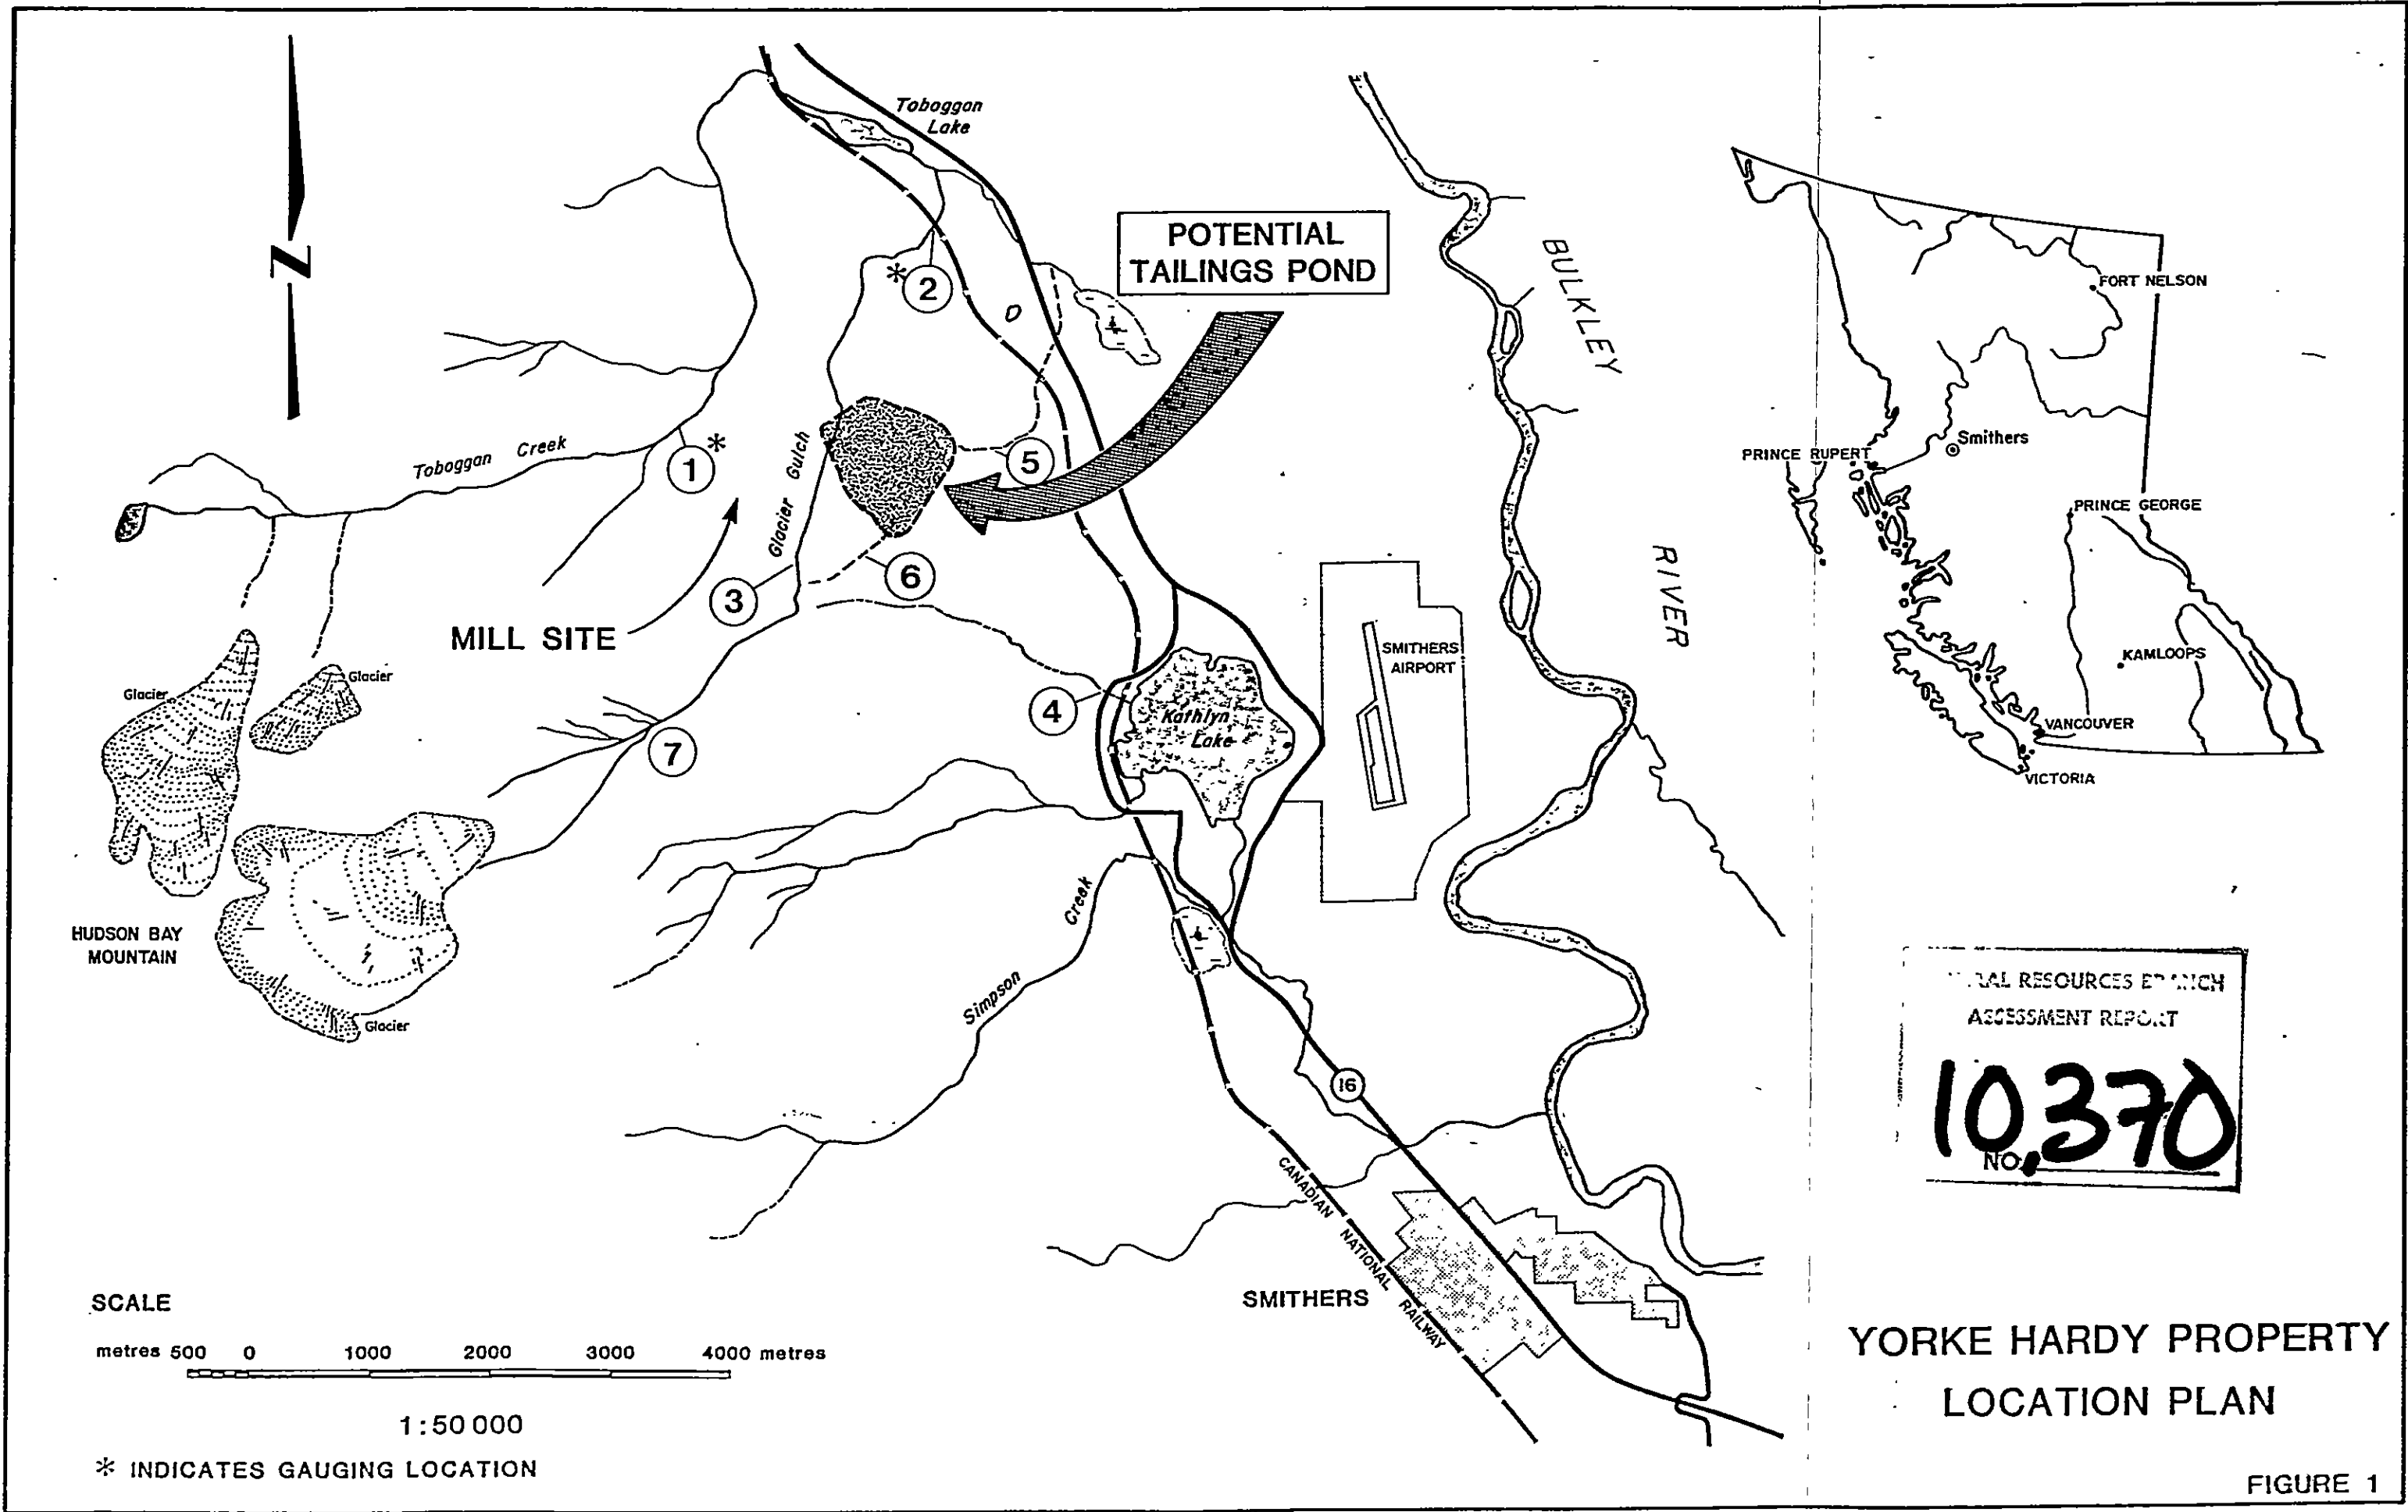 Toboggan
Lake
POTENTIAL
TAILINGS POND
BULKLEY
RIVER
N
* 2
Toboggan Creek
1 *
Glacier Gulch
5
6
3
MILL SITE
4
7
Kathlyn
Lake
SMITHERS
AIRPORT
Glacier
Glacier
Glacier
HUDSON BAY
MOUNTAIN
Simpson Creek
16
CANADIAN NATIONAL RAILWAY
SMITHERS
FORT NELSON
Smithers
PRINCE RUPERT
PRINCE GEORGE
KAMLOOPS
VANCOUVER
VICTORIA
RESOURCES
ASSESSMENT REPORT
10,370
NO.
SCALE
metres 500 0 1000 2000 3000 4000 metres
1:50 000
* INDICATES GAUGING LOCATION
YORKE HARDY PROPERTY
LOCATION PLAN
FIGURE 1